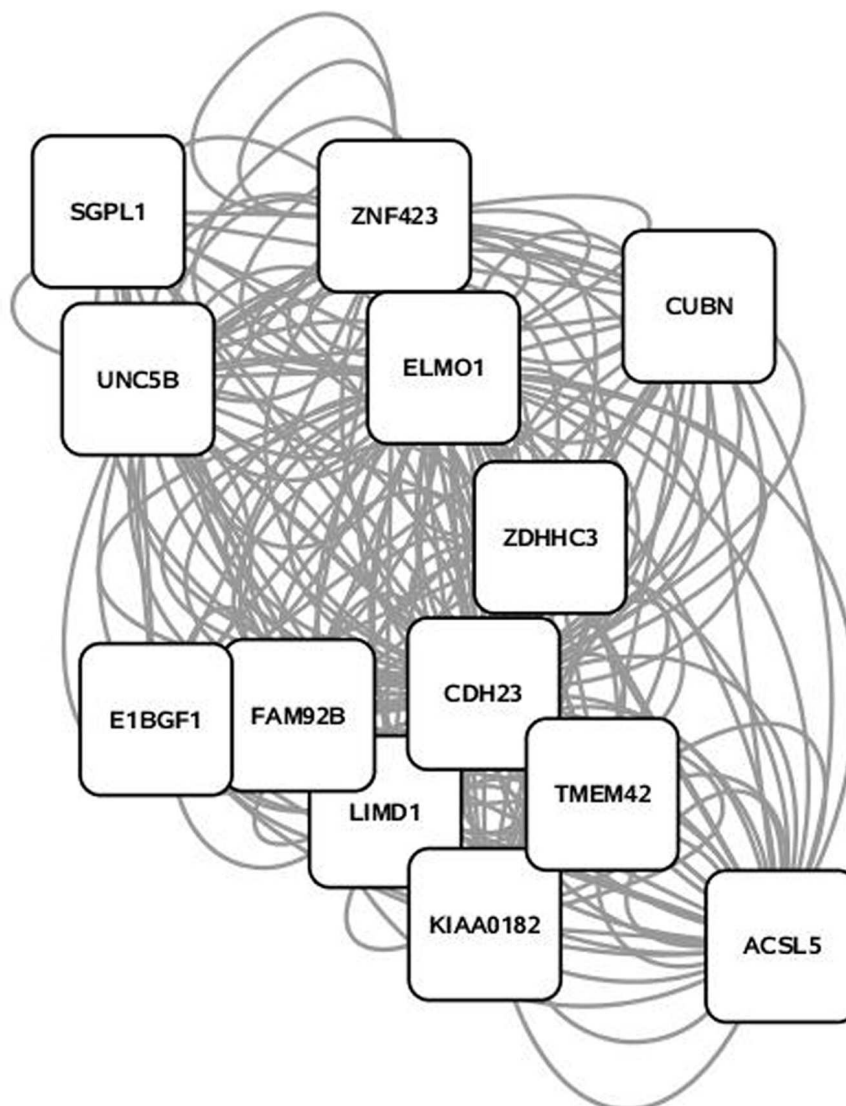 SGPL1
ZNF423
CUBN
UNC5B
ELMO1
ZDHHC3
CDH23
E1BGF1
FAM92B
TMEM42
LIMD1
KIAA0182
ACSL5